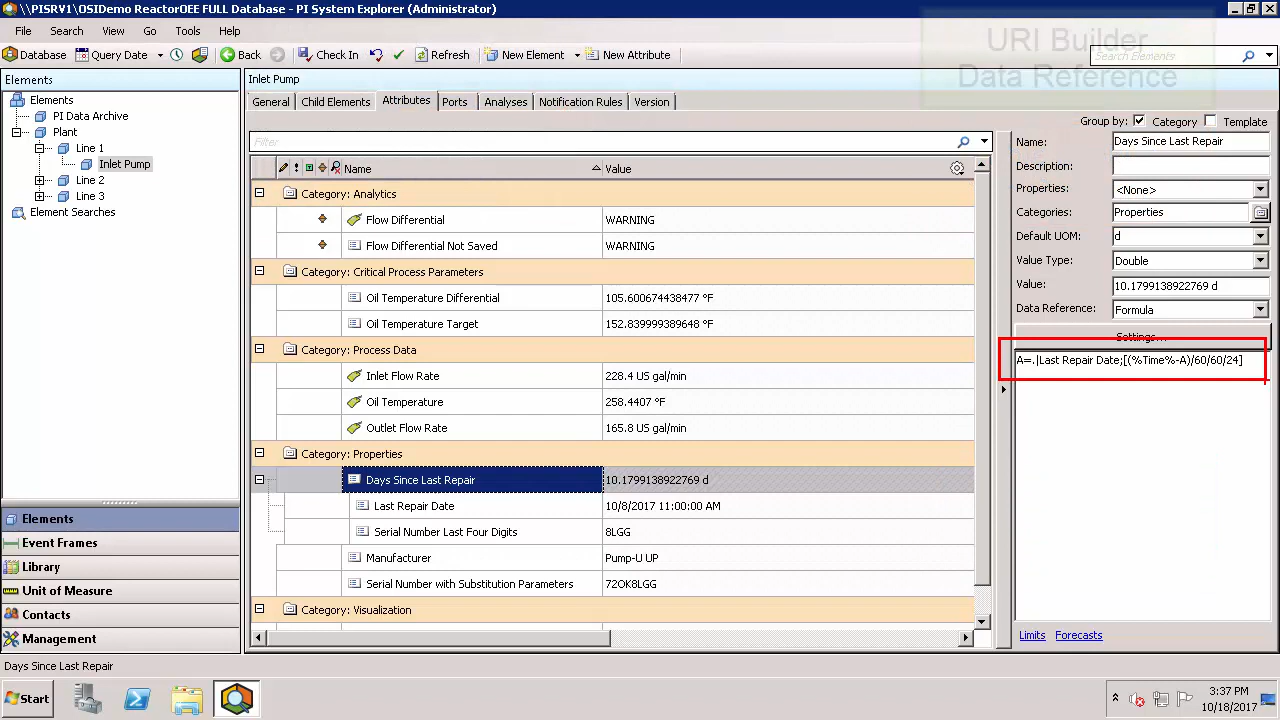 \\PISRV1\OSIDemo ReactorOEE FULL Database - PI System Explorer (Administrator)
File Search View Go Tools Help
URI Builder
Data Reference
Database Query Date Back Check In Refresh New Element New Attribute
Search Elements
Elements
Elements
PI Data Archive
Plant
Line 1
Inlet Pump
Line 2
Line 3
Element Searches
Elements
Event Frames
Library
Unit of Measure
Contacts
Management
Inlet Pump
General Child Elements Attributes Ports Analyses Notification Rules Version
Filter
Name Value
Category: Analytics
Flow Differential WARNING
Flow Differential Not Saved WARNING
Category: Critical Process Parameters
Oil Temperature Differential 105.600674438477 °F
Oil Temperature Target 152.839999389648 °F
Category: Process Data
Inlet Flow Rate 228.4 US gal/min
Oil Temperature 258.4407 °F
Outlet Flow Rate 165.8 US gal/min
Category: Properties
Days Since Last Repair 10.1799138922769 d
Last Repair Date 10/8/2017 11:00:00 AM
Serial Number Last Four Digits 8LGG
Manufacturer Pump-U UP
Serial Number with Substitution Parameters 72OK8LGG
Category: Visualization
Group by: Category Template
Name: Days Since Last Repair
Description:
Properties: <None>
Categories: Properties
Default UOM: d
Value Type: Double
Value: 10.1799138922769 d
Data Reference: Formula
Settings...
A=.|Last Repair Date;[(%Time%-A)/60/60/24]
Limits Forecasts
Days Since Last Repair
Start
3:37 PM
10/18/2017